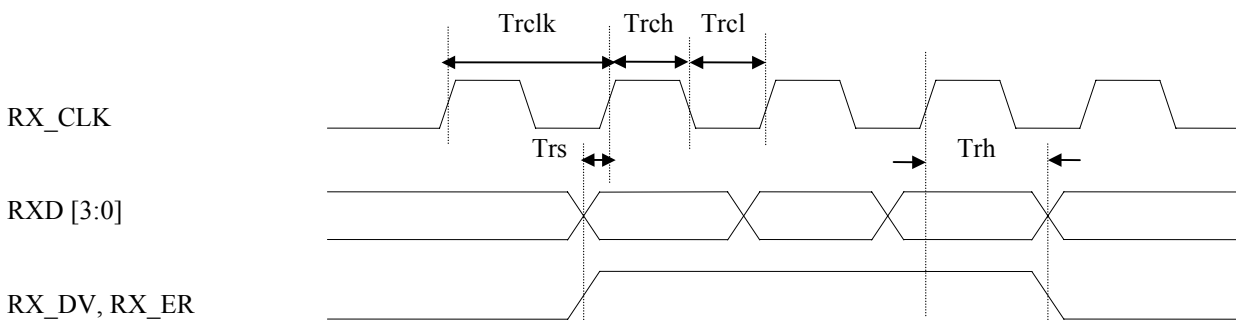 Trclk Trch Trcl
RX_CLK
Trs Trh
RXD [3:0]
RX_DV, RX_ER